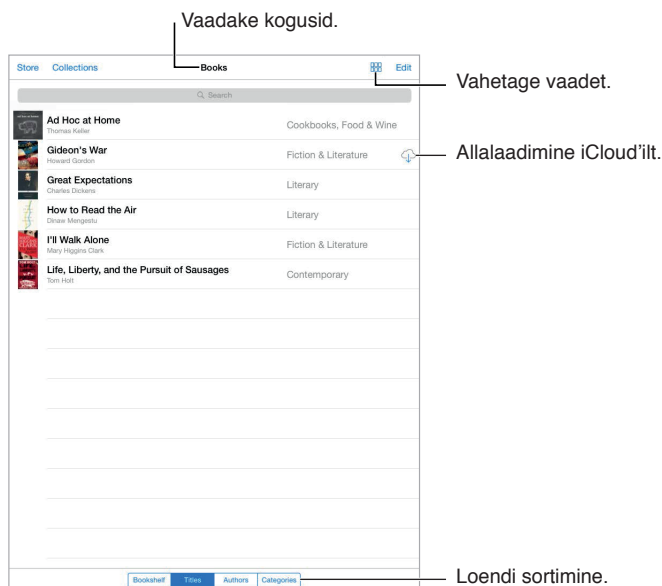 Vaadake kogusid.
Store Collections Books Edit
Vahetage vaadet.
Search
Ad Hoc at Home
Thomas Keller
Cookbooks, Food & Wine
Gideon's War
Howard Gordon
Fiction & Literature
Allalaadimine iCloud'ilt.
Great Expectations
Charles Dickens
Literary
How to Read the Air
Dinaw Mengestu
Literary
I'll Walk Alone
Mary Higgins Clark
Fiction & Literature
Life, Liberty, and the Pursuit of Sausages
Tom Holt
Contemporary
Bookshelf Titles Authors Categories
Loendi sortimine.